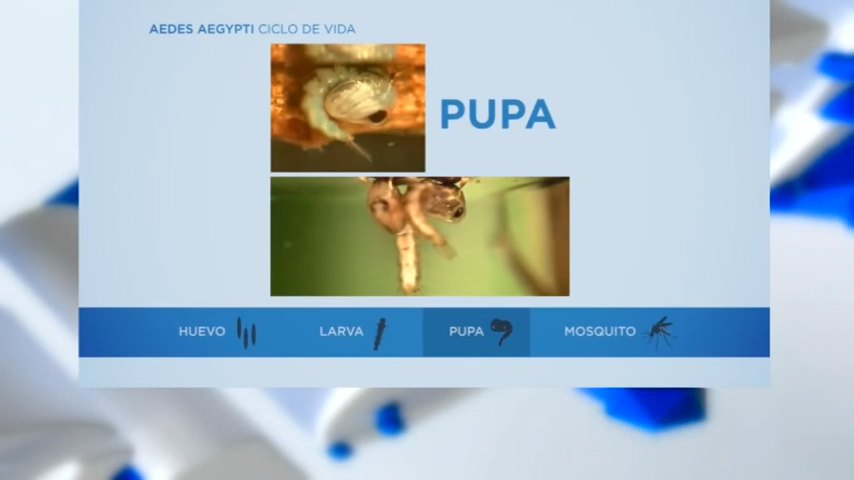 AEDES AEGYPTI CICLO DE VIDA
PUPA
HUEVO LARVA PUPA MOSQUITO